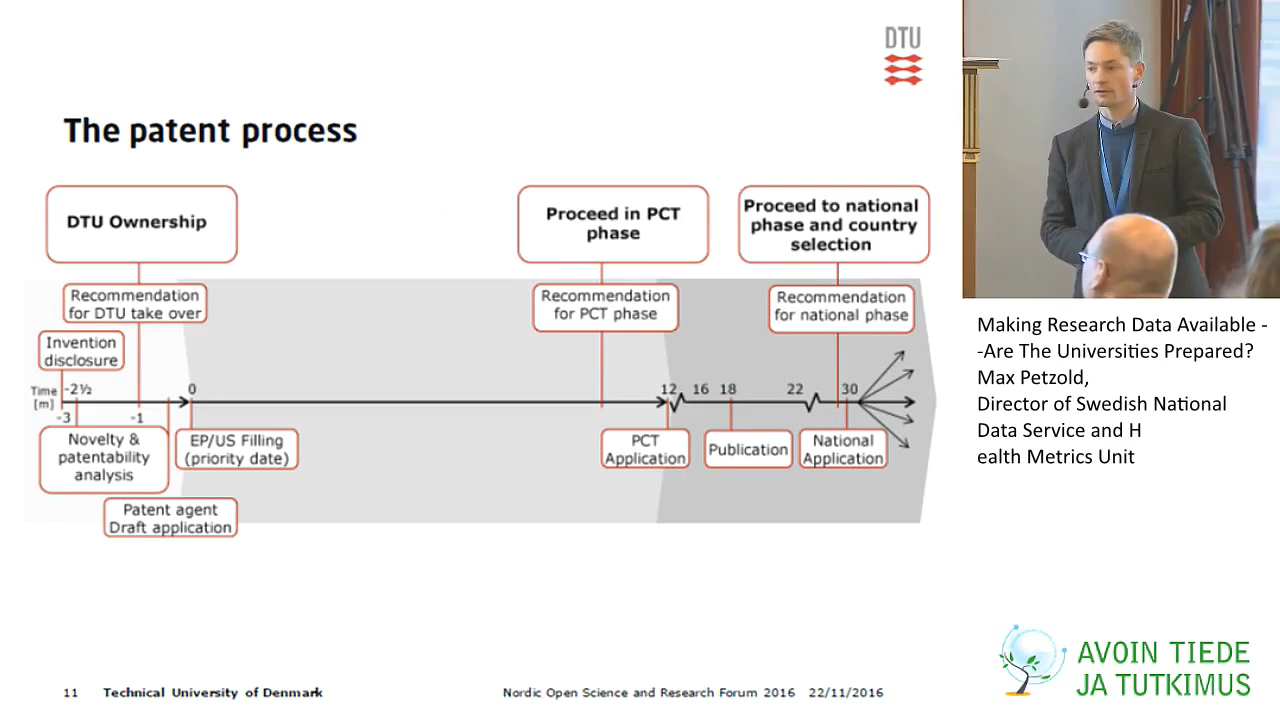 DTU
The patent process
DTU Ownership
Proceed in PCT
phase
Proceed to national
phase and country
selection
Recommendation
for DTU take over
Recommendation
for PCT phase
Recommendation
for national phase
Invention
disclosure
Time
[m]
-2½
0
12
16
18
22
30
-3
-1
Novelty &
patentability
analysis
EP/US Filling
(priority date)
PCT
Application
Publication
National
Application
Patent agent
Draft application
11 Technical University of Denmark
Nordic Open Science and Research Forum 2016 22/11/2016
Making Research Data Available -
-Are The Universities Prepared?
Max Petzold,
Director of Swedish National
Data Service and H
ealth Metrics Unit
AVOIN TIEDE
JA TUTKIMUS